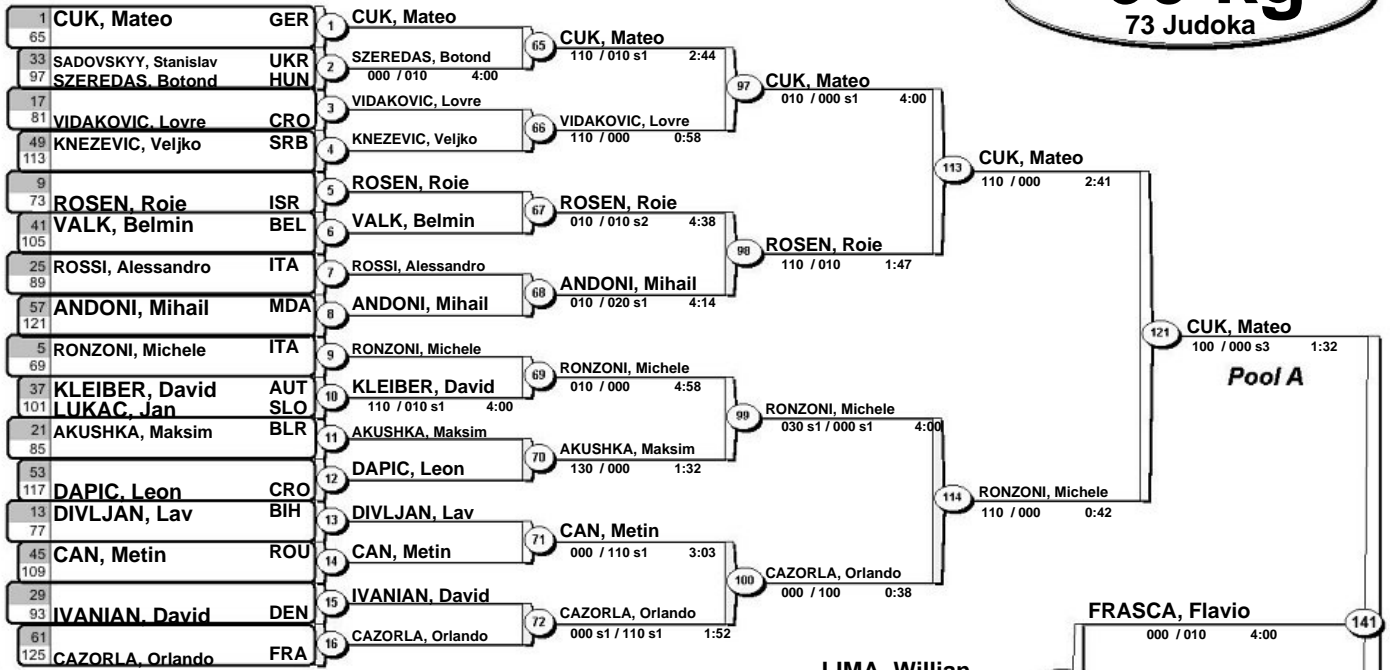 73 Judoka
1 CUK, Mateo GER
65
33 SADOVSKYY, Stanislav UKR
97 SZEREDAS, Botond HUN
17
81 VIDAKOVIC, Lovre CRO
49 KNEZEVIC, Veljko SRB
113
9
73 ROSEN, Roie ISR
41 VALK, Belmin BEL
105
25 ROSSI, Alessandro ITA
89
57 ANDONI, Mihail MDA
121
5 RONZONI, Michele ITA
69
37 KLEIBER, David AUT
101 LUKAC, Jan SLO
21 AKUSHKA, Maksim BLR
85
53
117 DAPIC, Leon CRO
13 DIVLJAN, Lav BIH
77
45 CAN, Metin ROU
109
29
93 IVANIAN, David DEN
61
125 CAZORLA, Orlando FRA
1 CUK, Mateo
2 SZEREDAS, Botond
000 / 010 4:00
3 VIDAKOVIC, Lovre
4 KNEZEVIC, Veljko
5 ROSEN, Roie
6 VALK, Belmin
7 ROSSI, Alessandro
8 ANDONI, Mihail
9 RONZONI, Michele
10 KLEIBER, David
110 / 010 s1 4:00
11 AKUSHKA, Maksim
12 DAPIC, Leon
13 DIVLJAN, Lav
14 CAN, Metin
15 IVANIAN, David
16 CAZORLA, Orlando
65 CUK, Mateo
110 / 010 s1 2:44
66 VIDAKOVIC, Lovre
110 / 000 0:58
67 ROSEN, Roie
010 / 010 s2 4:38
68 ANDONI, Mihail
010 / 020 s1 4:14
69 RONZONI, Michele
010 / 000 4:58
70 AKUSHKA, Maksim
130 / 000 1:32
71 CAN, Metin
000 / 110 s1 3:03
72 CAZORLA, Orlando
000 s1 / 110 s1 1:52
97 CUK, Mateo
010 / 000 s1 4:00
98 ROSEN, Roie
110 / 010 1:47
99 RONZONI, Michele
030 s1 / 000 s1 4:00
100 CAZORLA, Orlando
000 / 100 0:38
113 CUK, Mateo
110 / 000 2:41
114 RONZONI, Michele
110 / 000 0:42
121 CUK, Mateo
100 / 000 s3 1:32
Pool A
FRASCA, Flavio
000 / 010 4:00
141